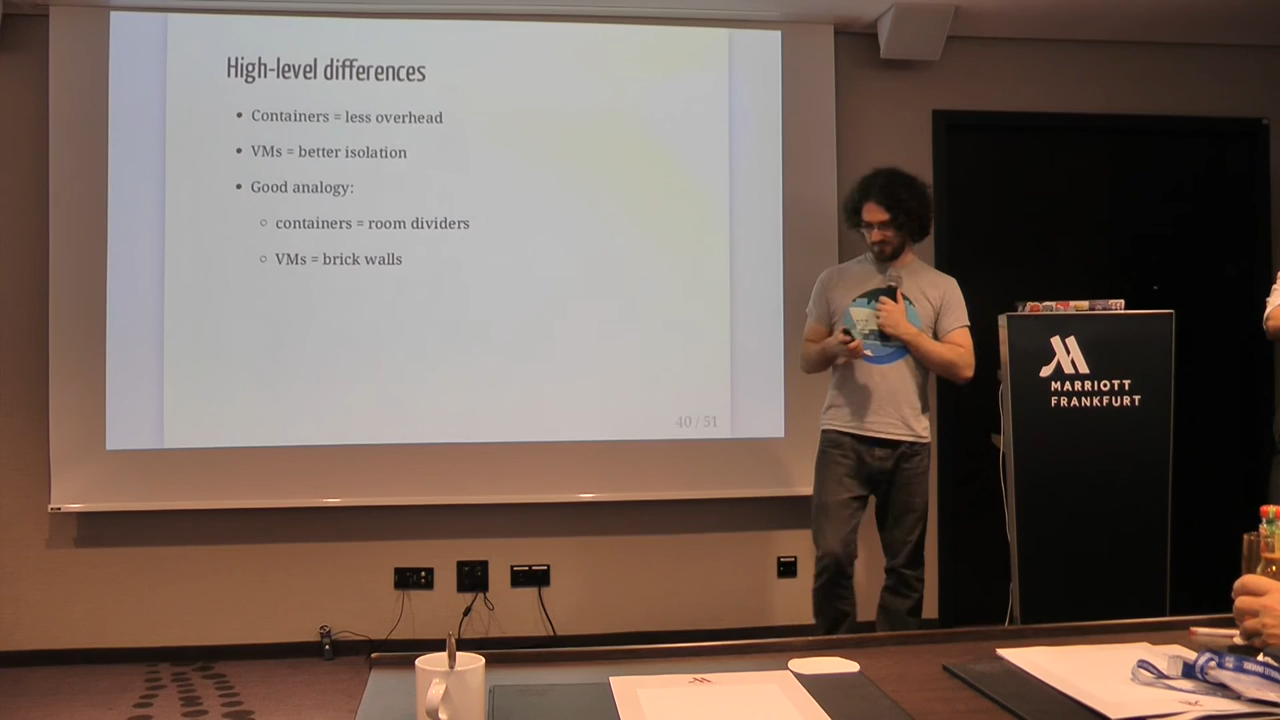 High-level differences
• Containers = less overhead
• VMs = better isolation
• Good analogy:
○ containers = room dividers
○ VMs = brick walls
40 / 51
MARRIOTT
FRANKFURT